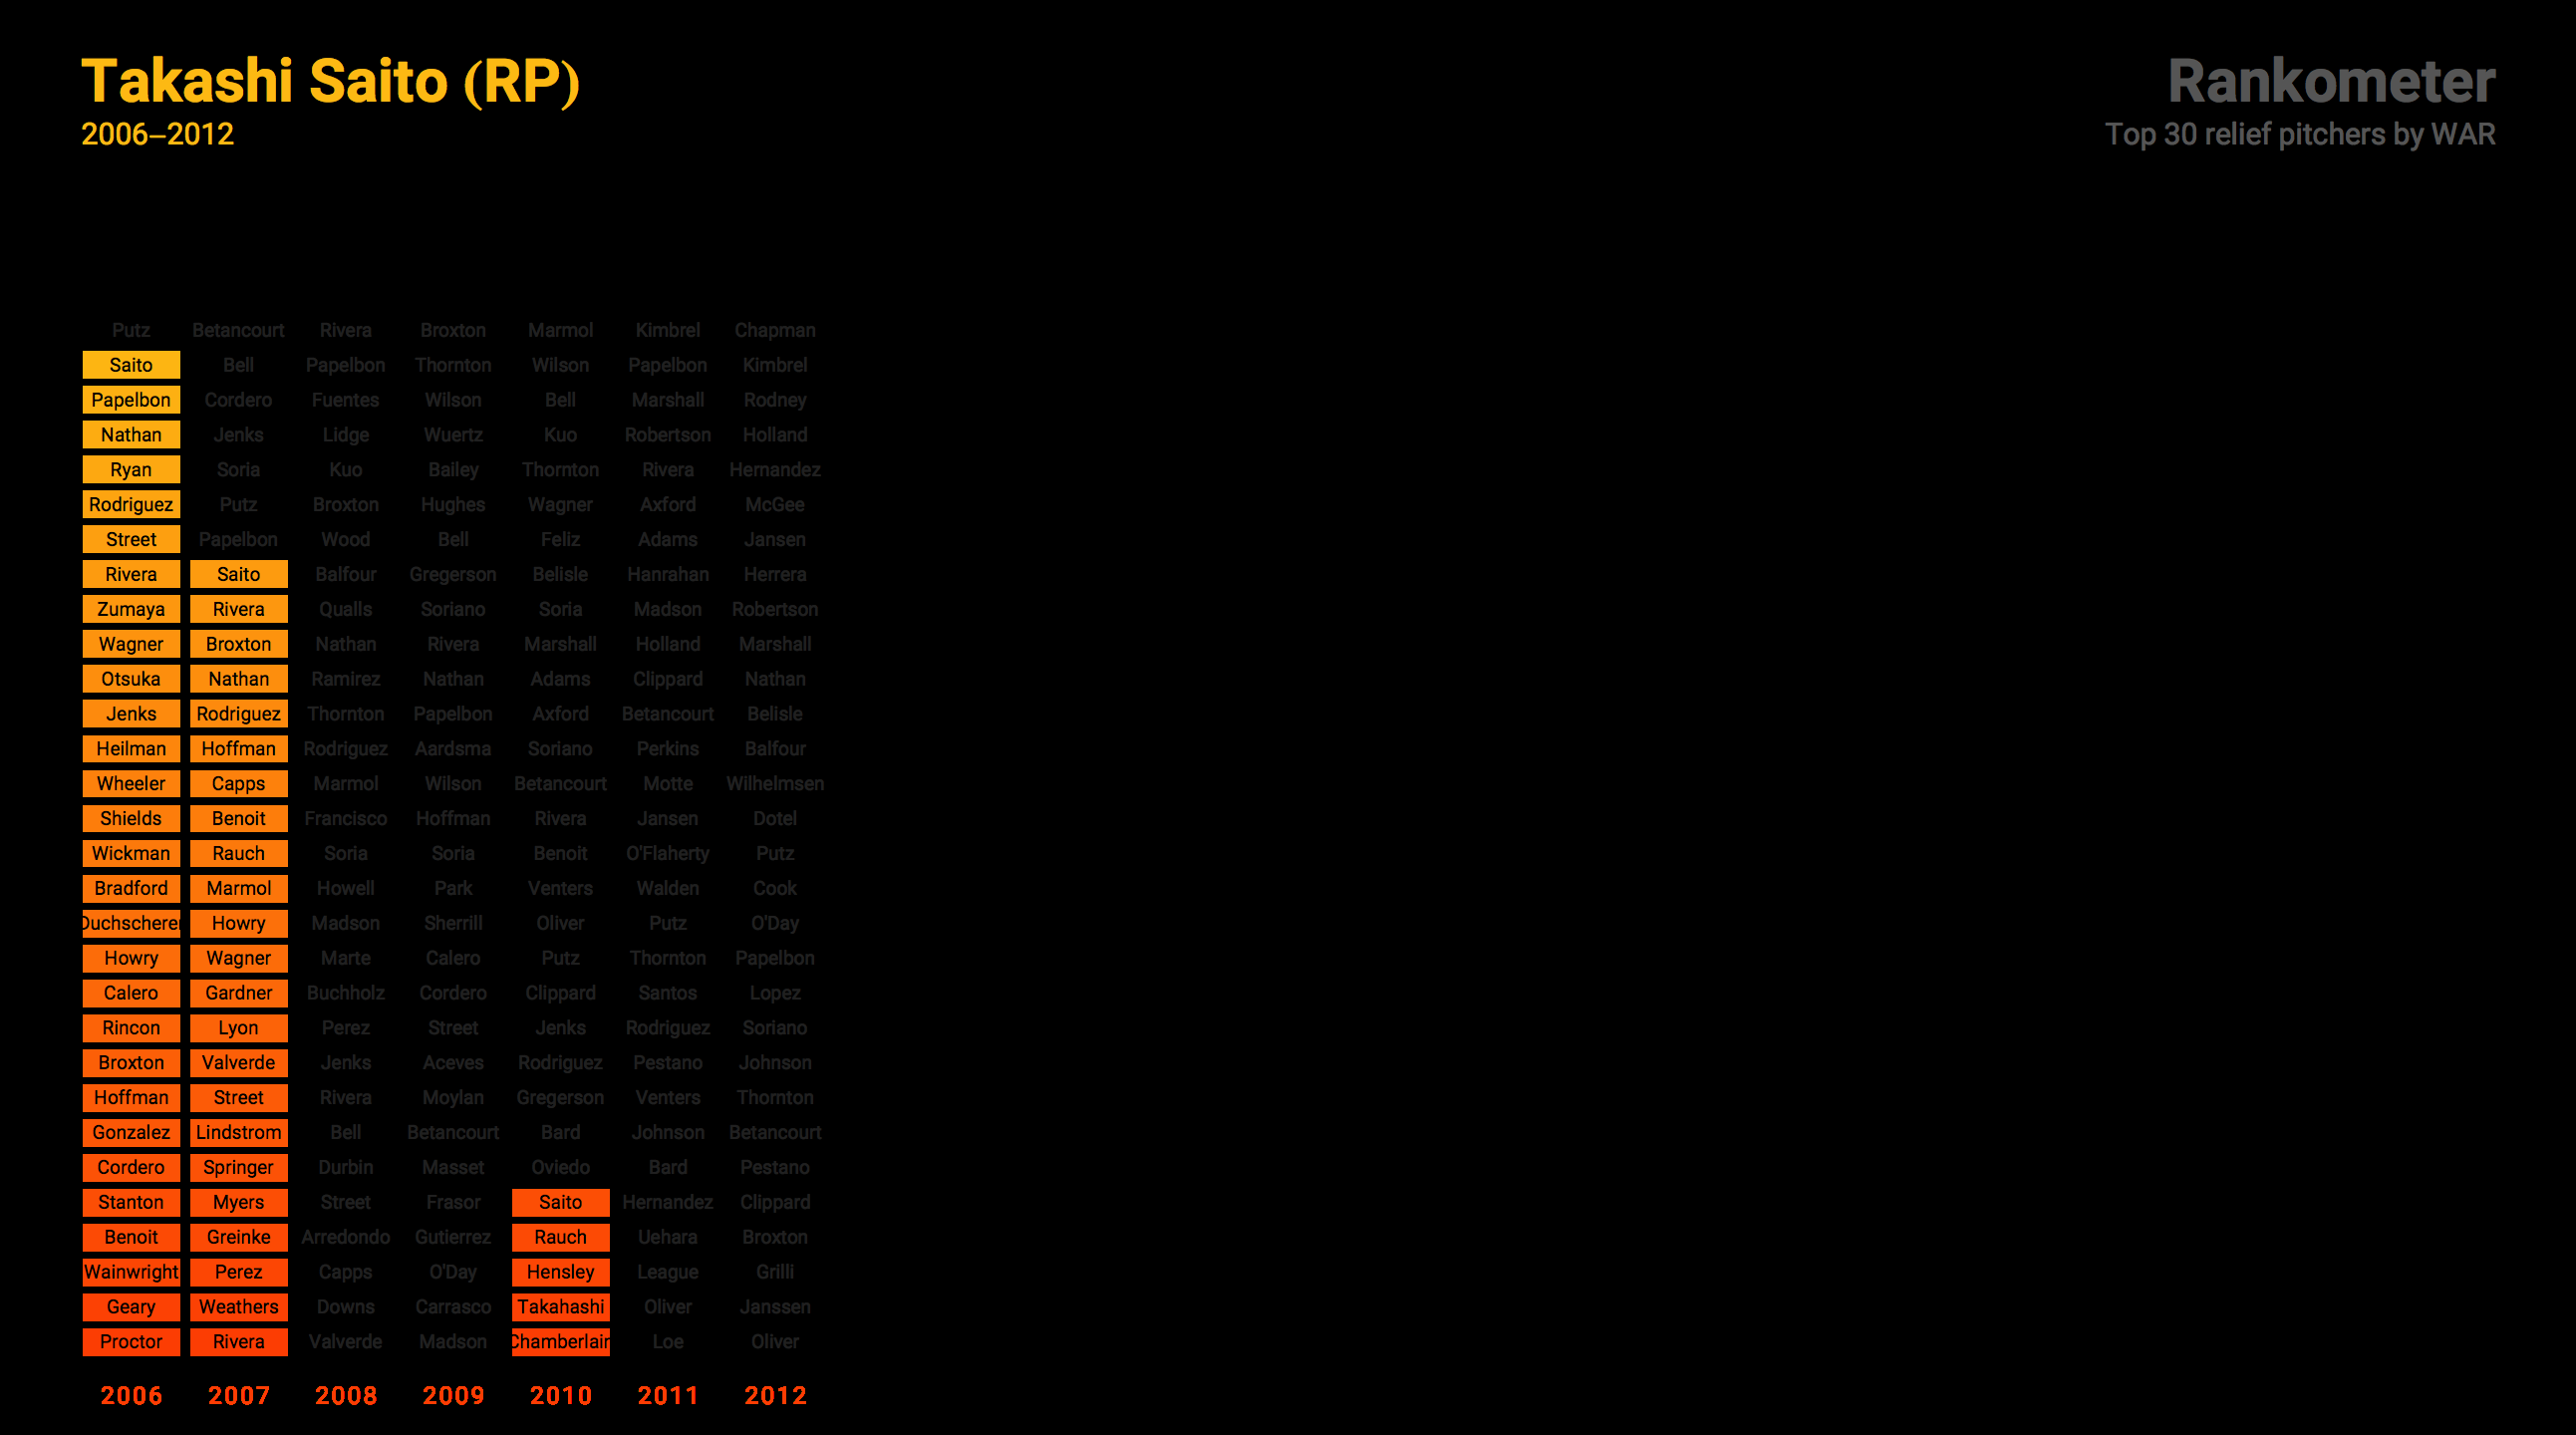 Takashi Saito (RP)
2006–2012
Rankometer
Top 30 relief pitchers by WAR
Putz Betancourt Rivera Broxton Marmol Kimbrel Chapman
Saito Bell Papelbon Thornton Wilson Papelbon Kimbrel
Papelbon Cordero Fuentes Wilson Bell Marshall Rodney
Nathan Jenks Lidge Wuertz Kuo Robertson Holland
Ryan Soria Kuo Bailey Thornton Rivera Hernandez
Rodriguez Putz Broxton Hughes Wagner Axford McGee
Street Papelbon Wood Bell Feliz Adams Jansen
Rivera Saito Balfour Gregerson Belisle Hanrahan Herrera
Zumaya Rivera Qualls Soriano Soria Madson Robertson
Wagner Broxton Nathan Rivera Marshall Holland Marshall
Otsuka Nathan Ramirez Nathan Adams Clippard Nathan
Jenks Rodriguez Thornton Papelbon Axford Betancourt Belisle
Heilman Hoffman Rodriguez Aardsma Soriano Perkins Balfour
Wheeler Capps Marmol Wilson Betancourt Motte Wilhelmsen
Shields Benoit Francisco Hoffman Rivera Jansen Dotel
Wickman Rauch Soria Soria Benoit O'Flaherty Putz
Bradford Marmol Howell Park Venters Walden Cook
Duchscherer Howry Madson Sherrill Oliver Putz O'Day
Howry Wagner Marte Calero Putz Thornton Papelbon
Calero Gardner Buchholz Cordero Clippard Santos Lopez
Rincon Lyon Perez Street Jenks Rodriguez Soriano
Broxton Valverde Jenks Aceves Rodriguez Pestano Johnson
Hoffman Street Rivera Moylan Gregerson Venters Thornton
Gonzalez Lindstrom Bell Betancourt Bard Johnson Betancourt
Cordero Springer Durbin Masset Oviedo Bard Pestano
Stanton Myers Street Frasor Saito Hernandez Clippard
Benoit Greinke Arredondo Gutierrez Rauch Uehara Broxton
Wainwright Perez Capps O'Day Hensley League Grilli
Geary Weathers Downs Carrasco Takahashi Oliver Janssen
Proctor Rivera Valverde Madson Chamberlain Loe Oliver
2006 2007 2008 2009 2010 2011 2012